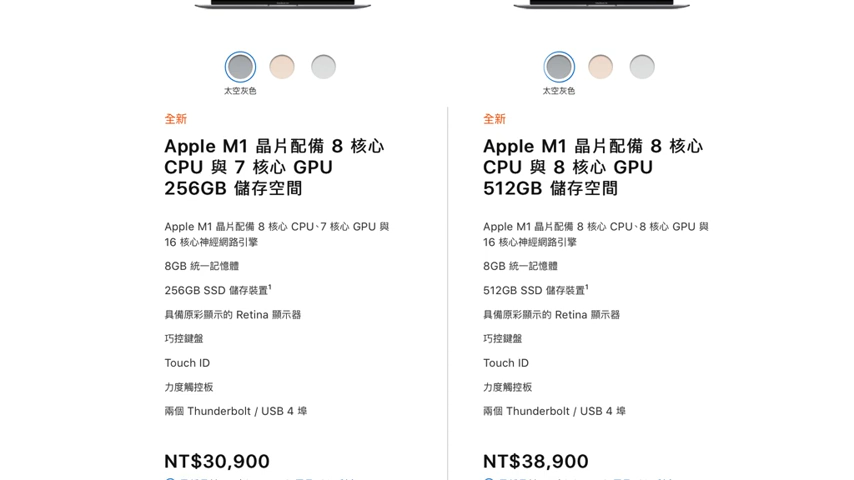 太空灰色
全新
Apple M1 晶片配備 8 核心
CPU 與 7 核心 GPU
256GB 儲存空間
Apple M1 晶片配備 8 核心 CPU、7 核心 GPU 與
16 核心神經網路引擎
8GB 統一記憶體
256GB SSD 儲存裝置¹
具備原彩顯示的 Retina 顯示器
巧控鍵盤
Touch ID
力度觸控板
兩個 Thunderbolt / USB 4 埠
NT$30,900
太空灰色
全新
Apple M1 晶片配備 8 核心
CPU 與 8 核心 GPU
512GB 儲存空間
Apple M1 晶片配備 8 核心 CPU、8 核心 GPU 與
16 核心神經網路引擎
8GB 統一記憶體
512GB SSD 儲存裝置¹
具備原彩顯示的 Retina 顯示器
巧控鍵盤
Touch ID
力度觸控板
兩個 Thunderbolt / USB 4 埠
NT$38,900